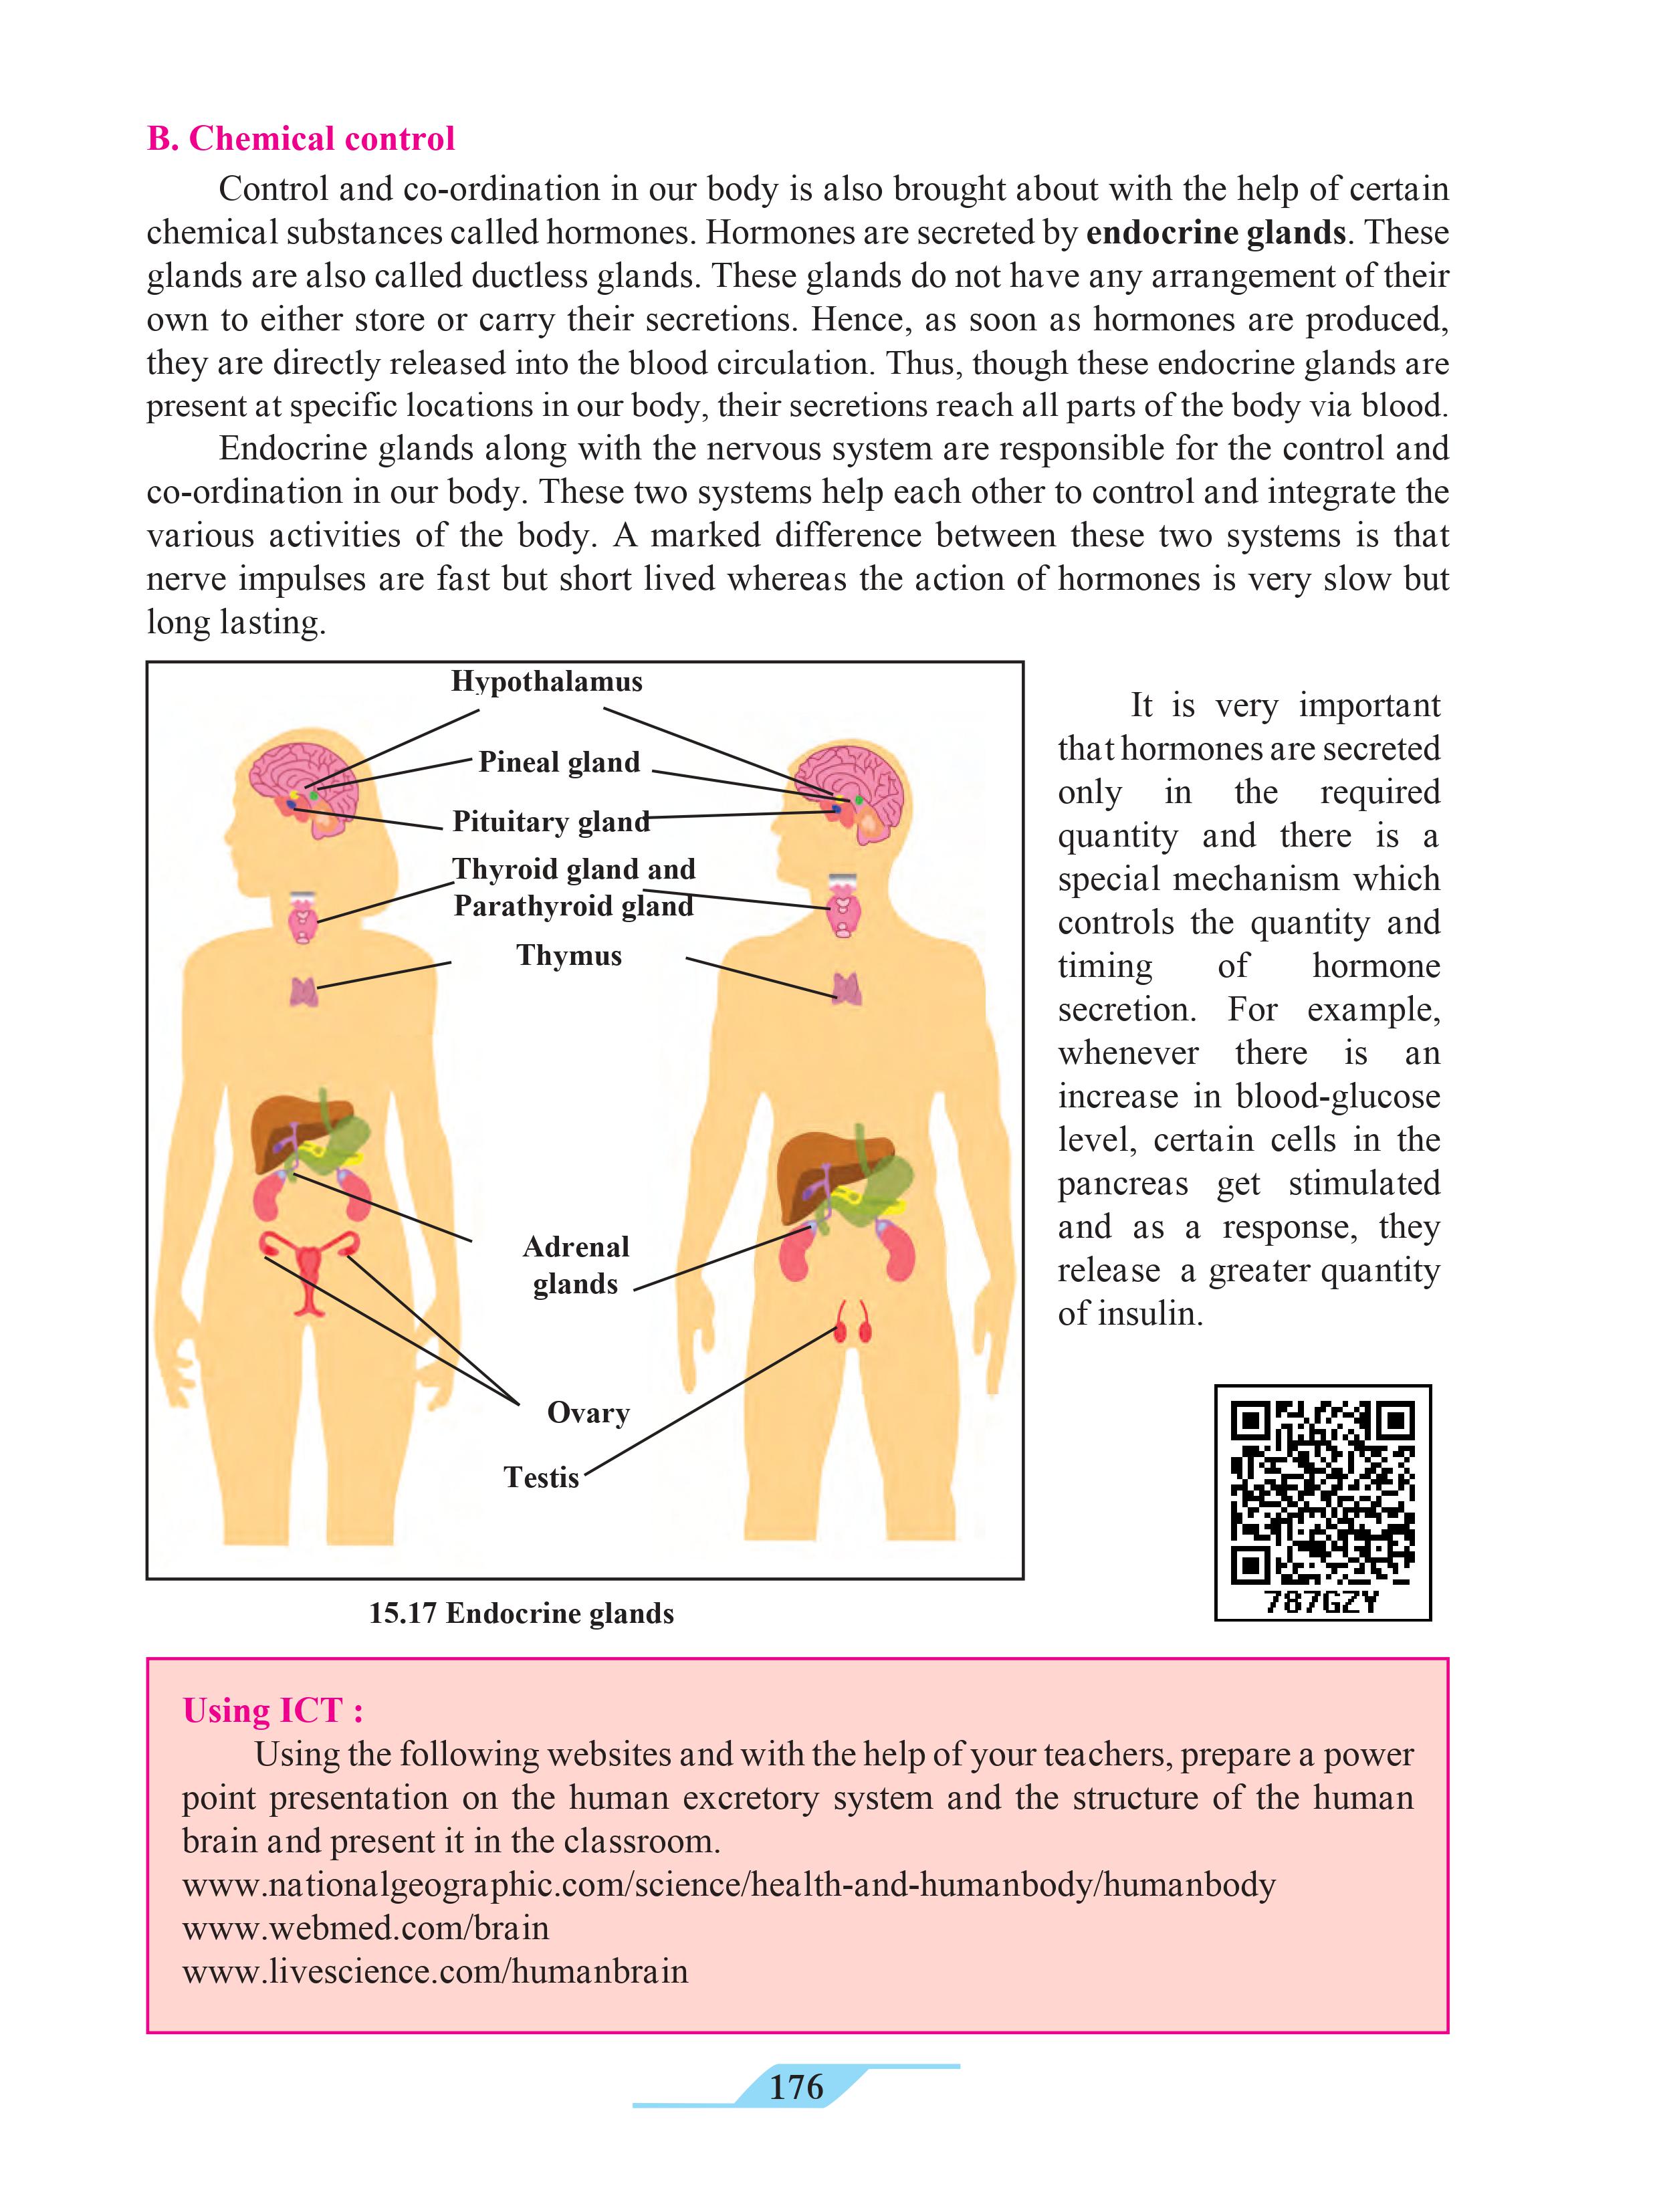 B. Chemical control
Control and co-ordination in our body is also brought about with the help of certain
chemical substances called hormones. Hormones are secreted by endocrine glands. These
glands are also called ductless glands. These glands do not have any arrangement of their
own to either store or carry their secretions. Hence, as soon as hormones are produced,
they are directly released into the blood circulation. Thus, though these endocrine glands are
present at specific locations in our body, their secretions reach all parts of the body via blood.
Endocrine glands along with the nervous system are responsible for the control and
co-ordination in our body. These two systems help each other to control and integrate the
various activities of the body. A marked difference between these two systems is that
nerve impulses are fast but short lived whereas the action of hormones is very slow but
long lasting.
Hypothalamus
Pineal gland
Pituitary gland
Thyroid gland and
Parathyroid gland
Thymus
Adrenal
glands
Ovary
Testis
15.17 Endocrine glands
It is very important
that hormones are secreted
only in the required
quantity and there is a
special mechanism which
controls the quantity and
timing of hormone
secretion. For example,
whenever there is an
increase in blood-glucose
level, certain cells in the
pancreas get stimulated
and as a response, they
release a greater quantity
of insulin.
787GZY
Using ICT :
Using the following websites and with the help of your teachers, prepare a power
point presentation on the human excretory system and the structure of the human
brain and present it in the classroom.
www.nationalgeographic.com/science/health-and-humanbody/humanbody
www.webmed.com/brain
www.livescience.com/humanbrain
176